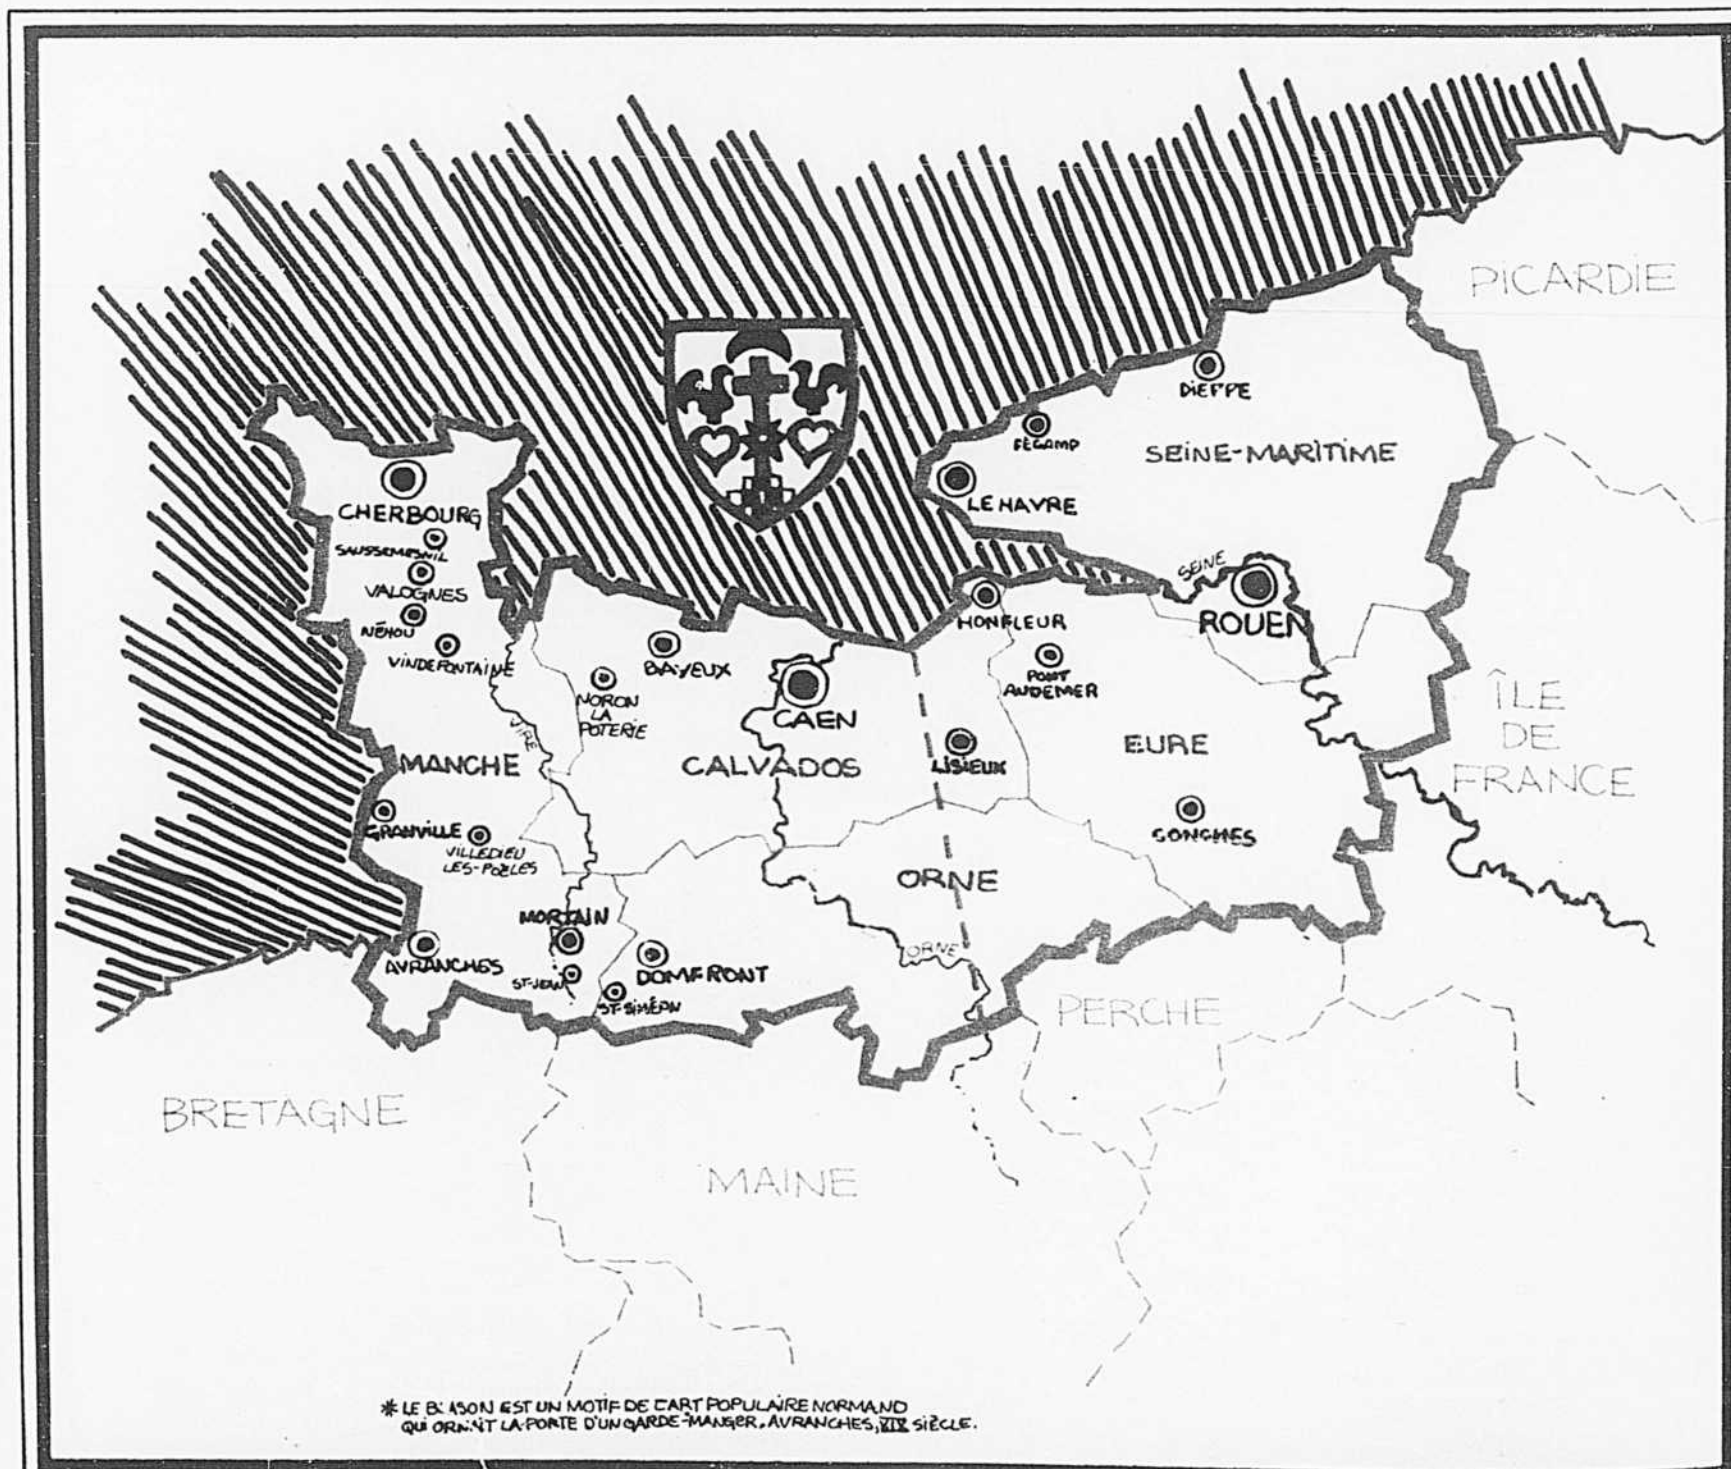 PICARDIE
DIEPPE
FÉCAMP
SEINE-MARITIME
LE HAVRE
CHERBOURG
SAUSSEMESNIL
VALOGNES
NÉHOU
VINDEFONTAINE
SEINE
HONFLEUR
ROUEN
BAYEUX
PONT
AUDEMER
NORON
LA
POTERIE
CAEN
VIRE
ÎLE
DE
FRANCE
MANCHE
CALVADOS
LISIEUX
EURE
GRANVILLE
VILLEDIEU
LES-POËLES
CONCHES
ORNE
MORTAIN
AVRANCHES
ST-JEAN
DOMFRONT
ST-SIMÉON
ORNE
PERCHE
BRETAGNE
MAINE
* LE BLASON EST UN MOTIF DE L'ART POPULAIRE NORMAND
QUI ORNAIT LA PORTE D'UN GARDE-MANGER, AVRANCHES, XIX SIÈCLE.